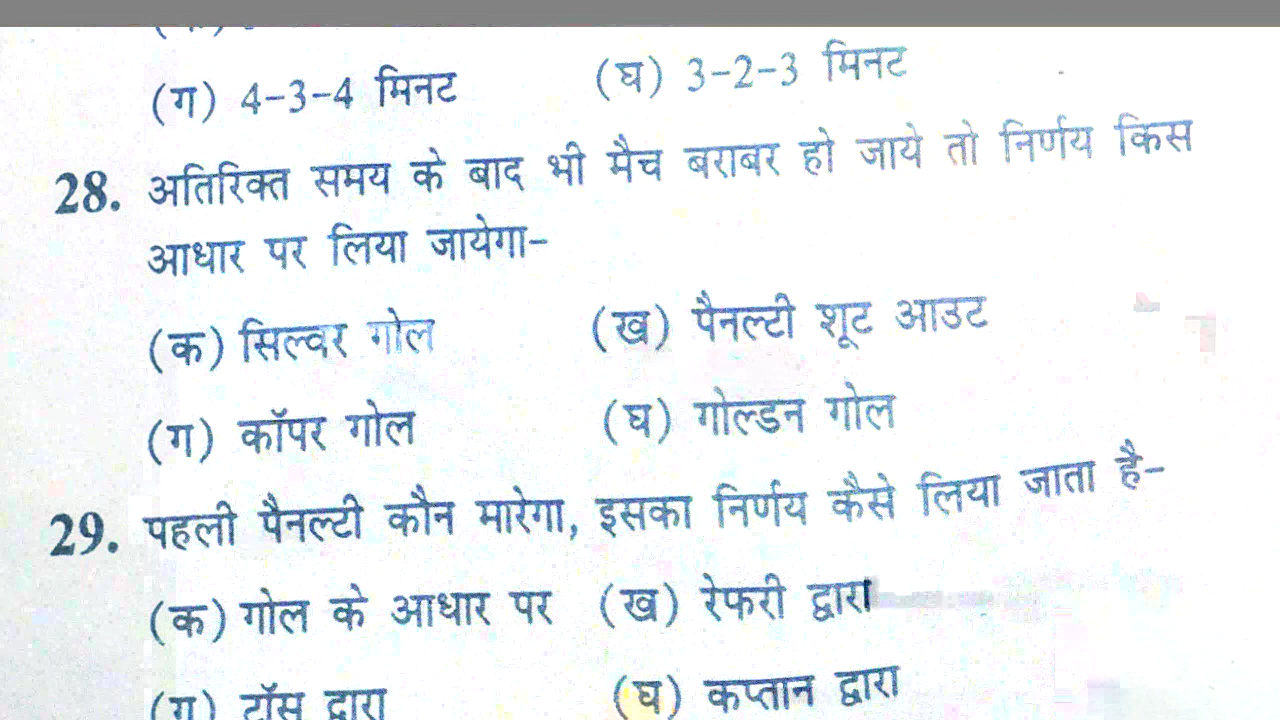 (ग) 4-3-4 मिनट (घ) 3-2-3 मिनट
28. अतिरिक्त समय के बाद भी मैच बराबर हो जाये तो निर्णय किस
आधार पर लिया जायेगा-
(क) सिल्वर गोल (ख) पैनल्टी शूट आउट
(ग) कॉपर गोल (घ) गोल्डन गोल
29. पहली पैनल्टी कौन मारेगा, इसका निर्णय कैसे लिया जाता है-
(क) गोल के आधार पर (ख) रेफरी द्वारा
(ग) टॉस द्वारा (घ) कप्तान द्वारा